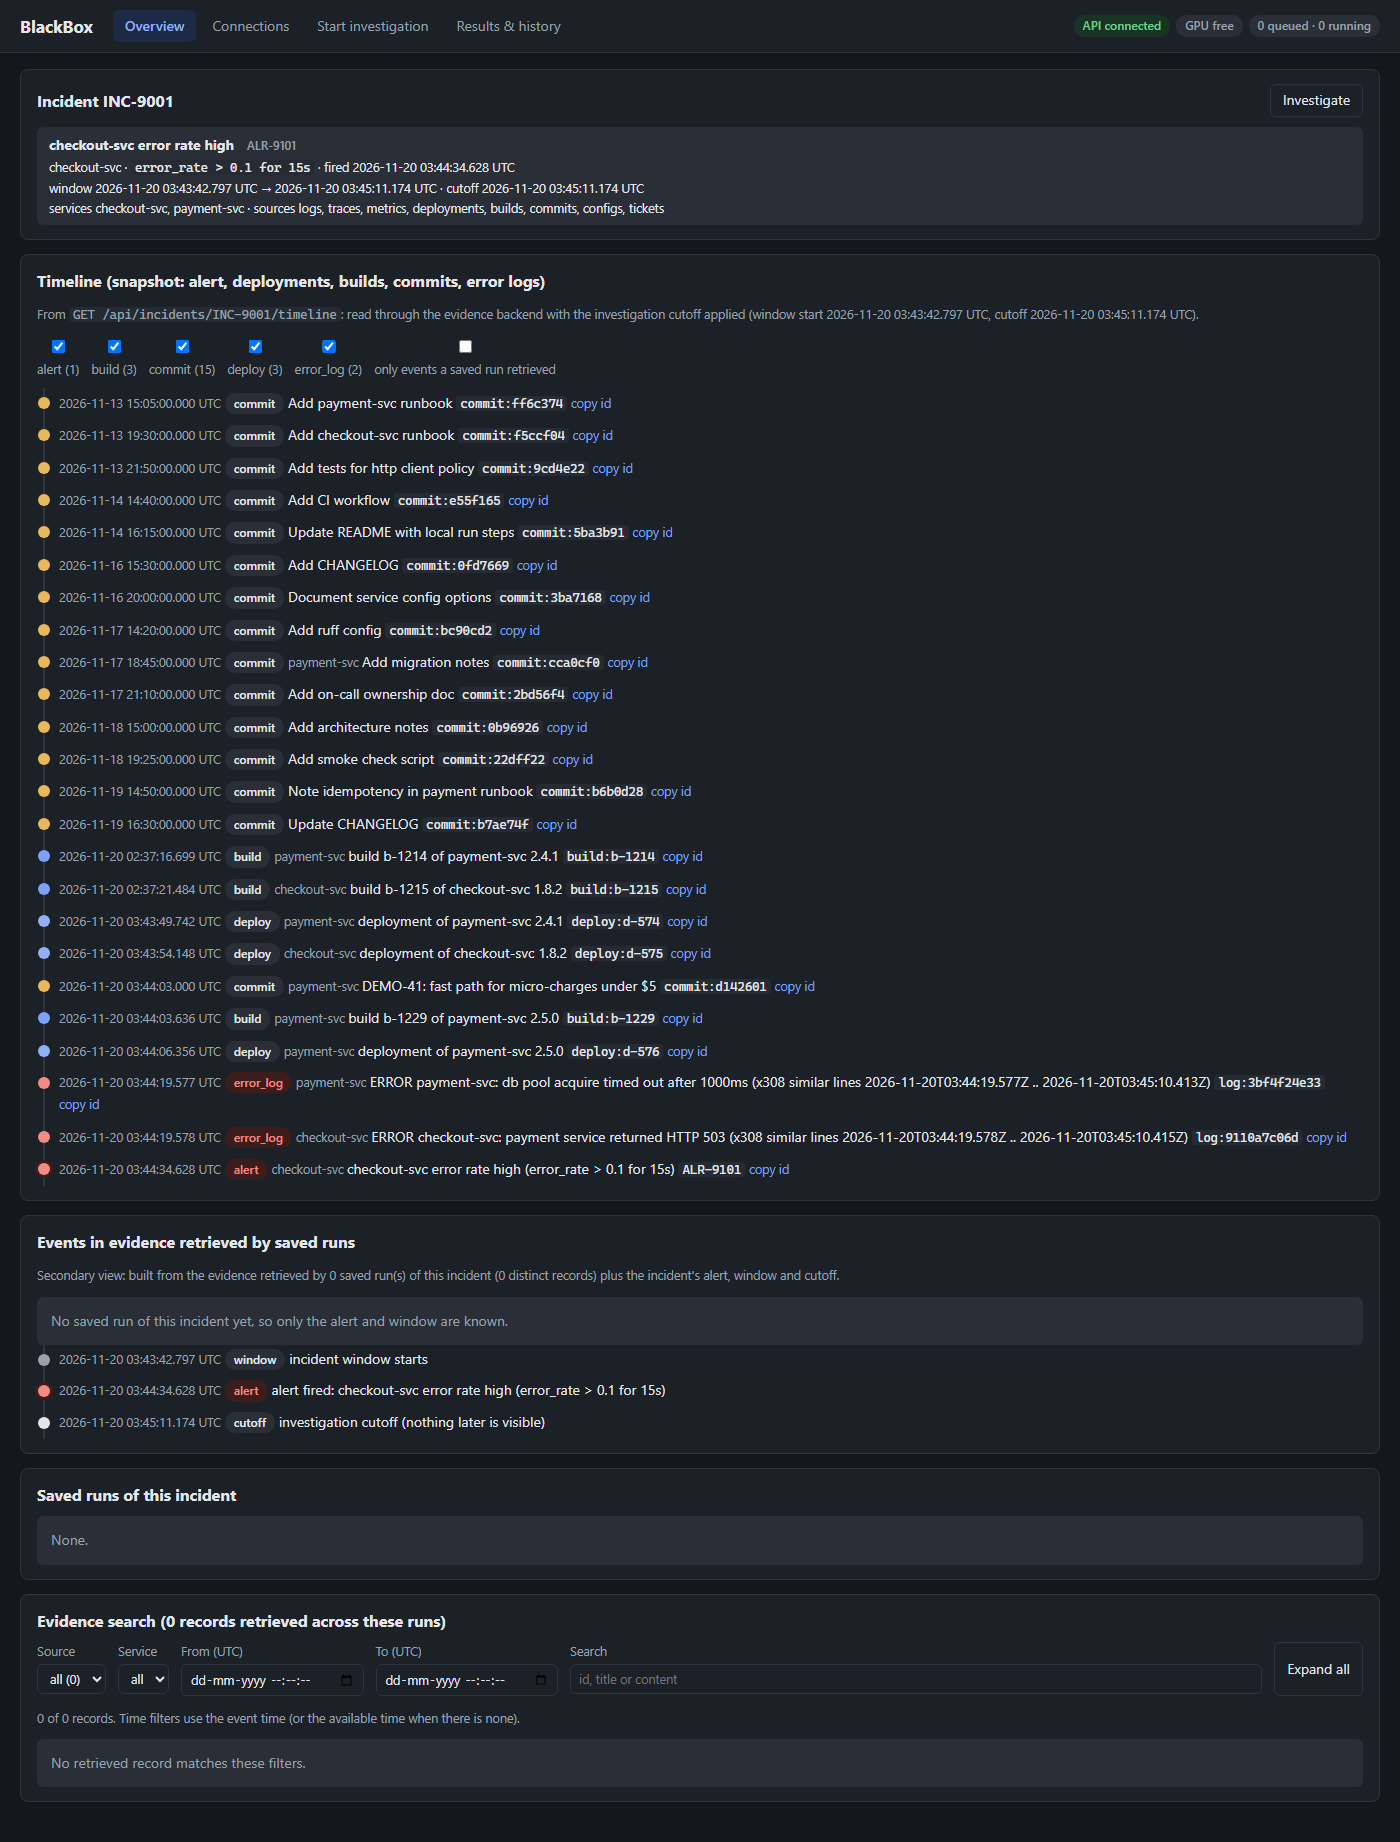 BlackBox Overview Connections Start investigation Results & history API connected GPU free 0 queued · 0 running
Incident INC-9001 Investigate
checkout-svc error rate high ALR-9101
checkout-svc · error_rate > 0.1 for 15s · fired 2026-11-20 03:44:34.628 UTC
window 2026-11-20 03:43:42.797 UTC → 2026-11-20 03:45:11.174 UTC · cutoff 2026-11-20 03:45:11.174 UTC
services checkout-svc, payment-svc · sources logs, traces, metrics, deployments, builds, commits, configs, tickets
Timeline (snapshot: alert, deployments, builds, commits, error logs)
From GET /api/incidents/INC-9001/timeline : read through the evidence backend with the investigation cutoff applied (window start 2026-11-20 03:43:42.797 UTC, cutoff 2026-11-20 03:45:11.174 UTC).
alert (1) build (3) commit (15) deploy (3) error_log (2) only events a saved run retrieved
2026-11-13 15:05:00.000 UTC commit Add payment-svc runbook commit:ff6c374 copy id
2026-11-13 19:30:00.000 UTC commit Add checkout-svc runbook commit:f5ccf04 copy id
2026-11-13 21:50:00.000 UTC commit Add tests for http client policy commit:9cd4e22 copy id
2026-11-14 14:40:00.000 UTC commit Add CI workflow commit:e55f165 copy id
2026-11-14 16:15:00.000 UTC commit Update README with local run steps commit:5ba3b91 copy id
2026-11-16 15:30:00.000 UTC commit Add CHANGELOG commit:0fd7669 copy id
2026-11-16 20:00:00.000 UTC commit Document service config options commit:3ba7168 copy id
2026-11-17 14:20:00.000 UTC commit Add ruff config commit:bc90cd2 copy id
2026-11-17 18:45:00.000 UTC commit payment-svc Add migration notes commit:cca0cf0 copy id
2026-11-17 21:10:00.000 UTC commit Add on-call ownership doc commit:2bd56f4 copy id
2026-11-18 15:00:00.000 UTC commit Add architecture notes commit:0b96926 copy id
2026-11-18 19:25:00.000 UTC commit Add smoke check script commit:22dff22 copy id
2026-11-19 14:50:00.000 UTC commit Note idempotency in payment runbook commit:b6b0d28 copy id
2026-11-19 16:30:00.000 UTC commit Update CHANGELOG commit:b7ae74f copy id
2026-11-20 02:37:16.699 UTC build payment-svc build b-1214 of payment-svc 2.4.1 build:b-1214 copy id
2026-11-20 02:37:21.484 UTC build checkout-svc build b-1215 of checkout-svc 1.8.2 build:b-1215 copy id
2026-11-20 03:43:49.742 UTC deploy payment-svc deployment of payment-svc 2.4.1 deploy:d-574 copy id
2026-11-20 03:43:54.148 UTC deploy checkout-svc deployment of checkout-svc 1.8.2 deploy:d-575 copy id
2026-11-20 03:44:03.000 UTC commit payment-svc DEMO-41: fast path for micro-charges under $5 commit:d142601 copy id
2026-11-20 03:44:03.636 UTC build payment-svc build b-1229 of payment-svc 2.5.0 build:b-1229 copy id
2026-11-20 03:44:06.356 UTC deploy payment-svc deployment of payment-svc 2.5.0 deploy:d-576 copy id
2026-11-20 03:44:19.577 UTC error_log payment-svc ERROR payment-svc: db pool acquire timed out after 1000ms (x308 similar lines 2026-11-20T03:44:19.577Z .. 2026-11-20T03:45:10.413Z) log:3bf4f24e33
copy id
2026-11-20 03:44:19.578 UTC error_log checkout-svc ERROR checkout-svc: payment service returned HTTP 503 (x308 similar lines 2026-11-20T03:44:19.578Z .. 2026-11-20T03:45:10.415Z) log:9110a7c06d copy id
2026-11-20 03:44:34.628 UTC alert checkout-svc checkout-svc error rate high (error_rate > 0.1 for 15s) ALR-9101 copy id
Events in evidence retrieved by saved runs
Secondary view: built from the evidence retrieved by 0 saved run(s) of this incident (0 distinct records) plus the incident's alert, window and cutoff.
No saved run of this incident yet, so only the alert and window are known.
2026-11-20 03:43:42.797 UTC window incident window starts
2026-11-20 03:44:34.628 UTC alert alert fired: checkout-svc error rate high (error_rate > 0.1 for 15s)
2026-11-20 03:45:11.174 UTC cutoff investigation cutoff (nothing later is visible)
Saved runs of this incident
None.
Evidence search (0 records retrieved across these runs)
Source Service From (UTC) To (UTC) Search
all (0) all dd-mm-yyyy --:--:-- dd-mm-yyyy --:--:-- id, title or content Expand all
0 of 0 records. Time filters use the event time (or the available time when there is none).
No retrieved record matches these filters.